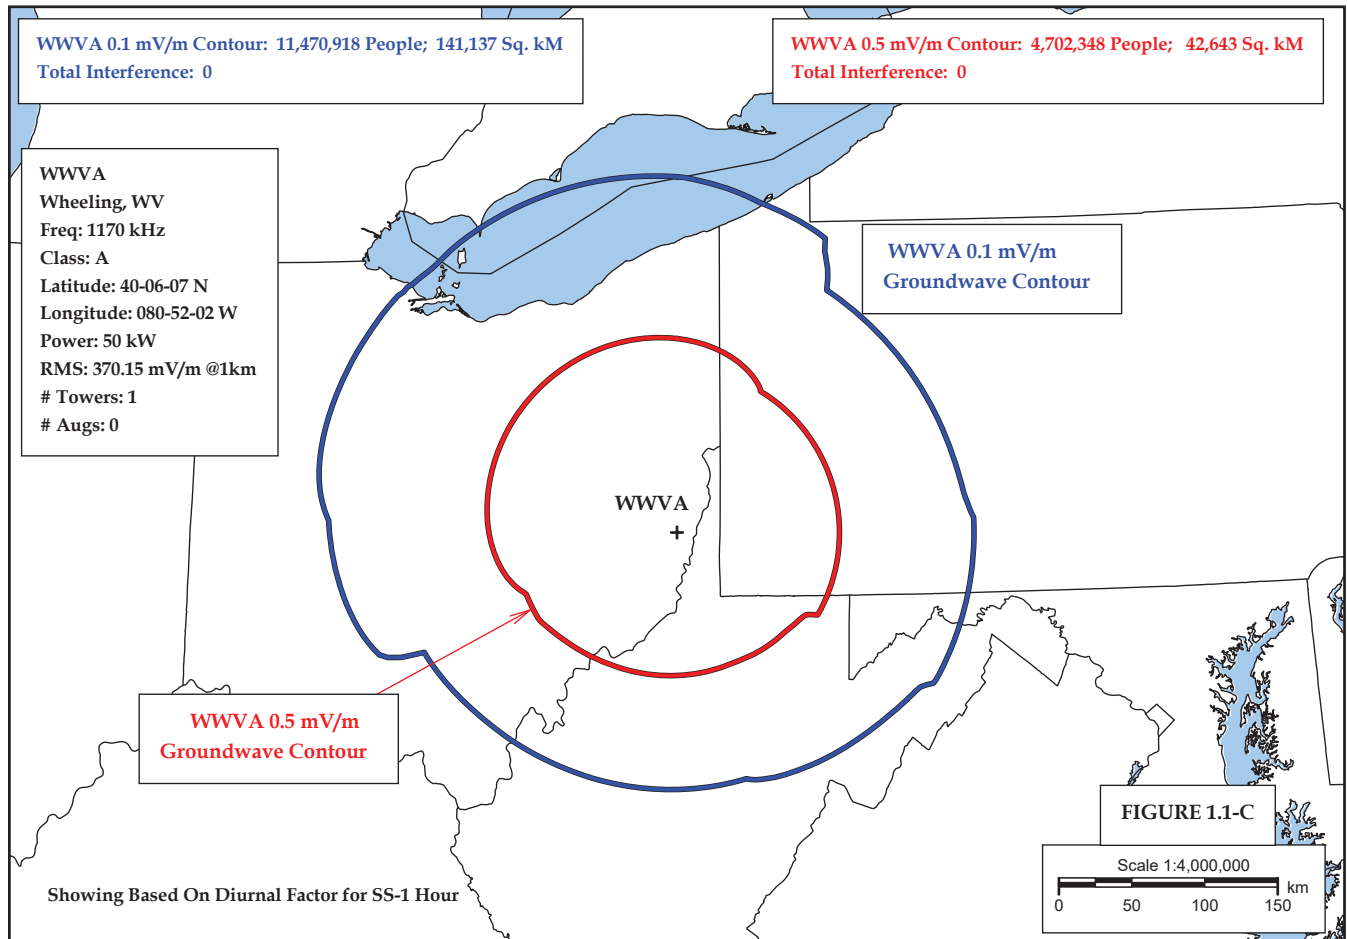 WWVA 0.1 mV/m Contour: 11,470,918 People; 141,137 Sq. kM
Total Interference: 0
WWVA 0.5 mV/m Contour: 4,702,348 People; 42,643 Sq. kM
Total Interference: 0
WWVA
Wheeling, WV
Freq: 1170 kHz
Class: A
Latitude: 40-06-07 N
Longitude: 080-52-02 W
Power: 50 kW
RMS: 370.15 mV/m @1km
# Towers: 1
# Augs: 0
WWVA 0.1 mV/m
Groundwave Contour
WWVA
WWVA 0.5 mV/m
Groundwave Contour
FIGURE 1.1-C
Scale 1:4,000,000
km
0 50 100 150
Showing Based On Diurnal Factor for SS-1 Hour